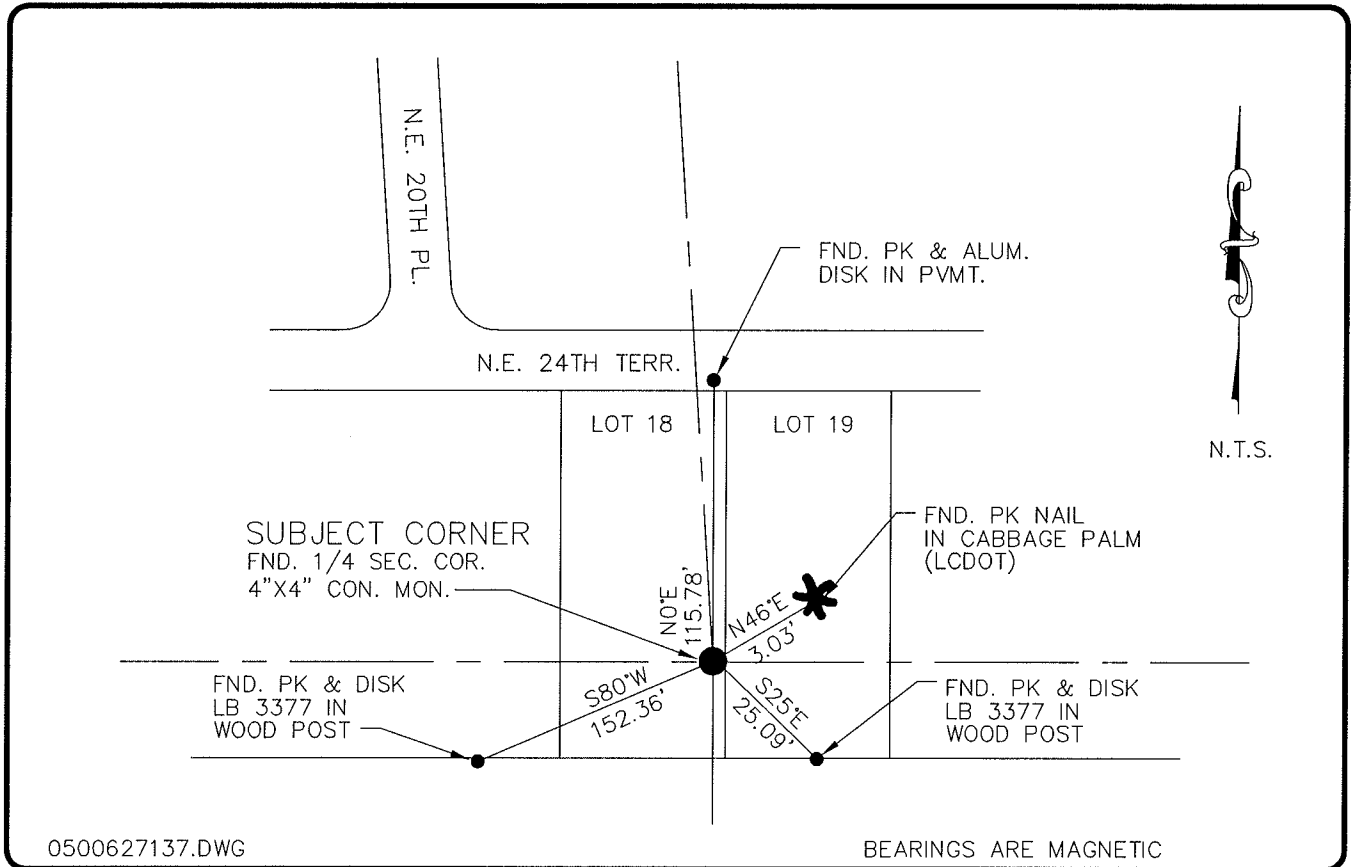 N.E. 20TH PL.
FND. PK & ALUM.
DISK IN PVMT.
N.E. 24TH TERR.
LOT 18
LOT 19
N.T.S.
SUBJECT CORNER
FND. 1/4 SEC. COR.
4"X4" CON. MON.
FND. PK NAIL
IN CABBAGE PALM
(LCDOT)
N0°E
115.78'
N46°E
3.03'
FND. PK & DISK
LB 3377 IN
WOOD POST
S80°W
152.36'
S25°E
25.09'
FND. PK & DISK
LB 3377 IN
WOOD POST
0500627137.DWG
BEARINGS ARE MAGNETIC